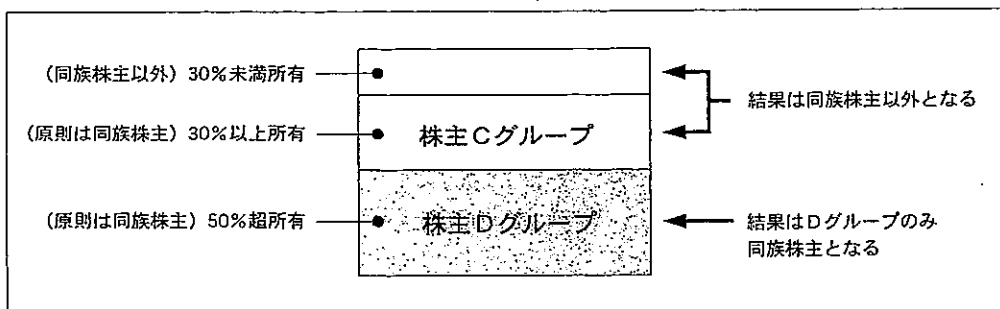 (同族株主以外) 30%未満所有
結果は同族株主以外となる
(原則は同族株主) 30%以上所有
株主Cグループ
(原則は同族株主) 50%超所有
株主Dグループ
結果はDグループのみ
同族株主となる